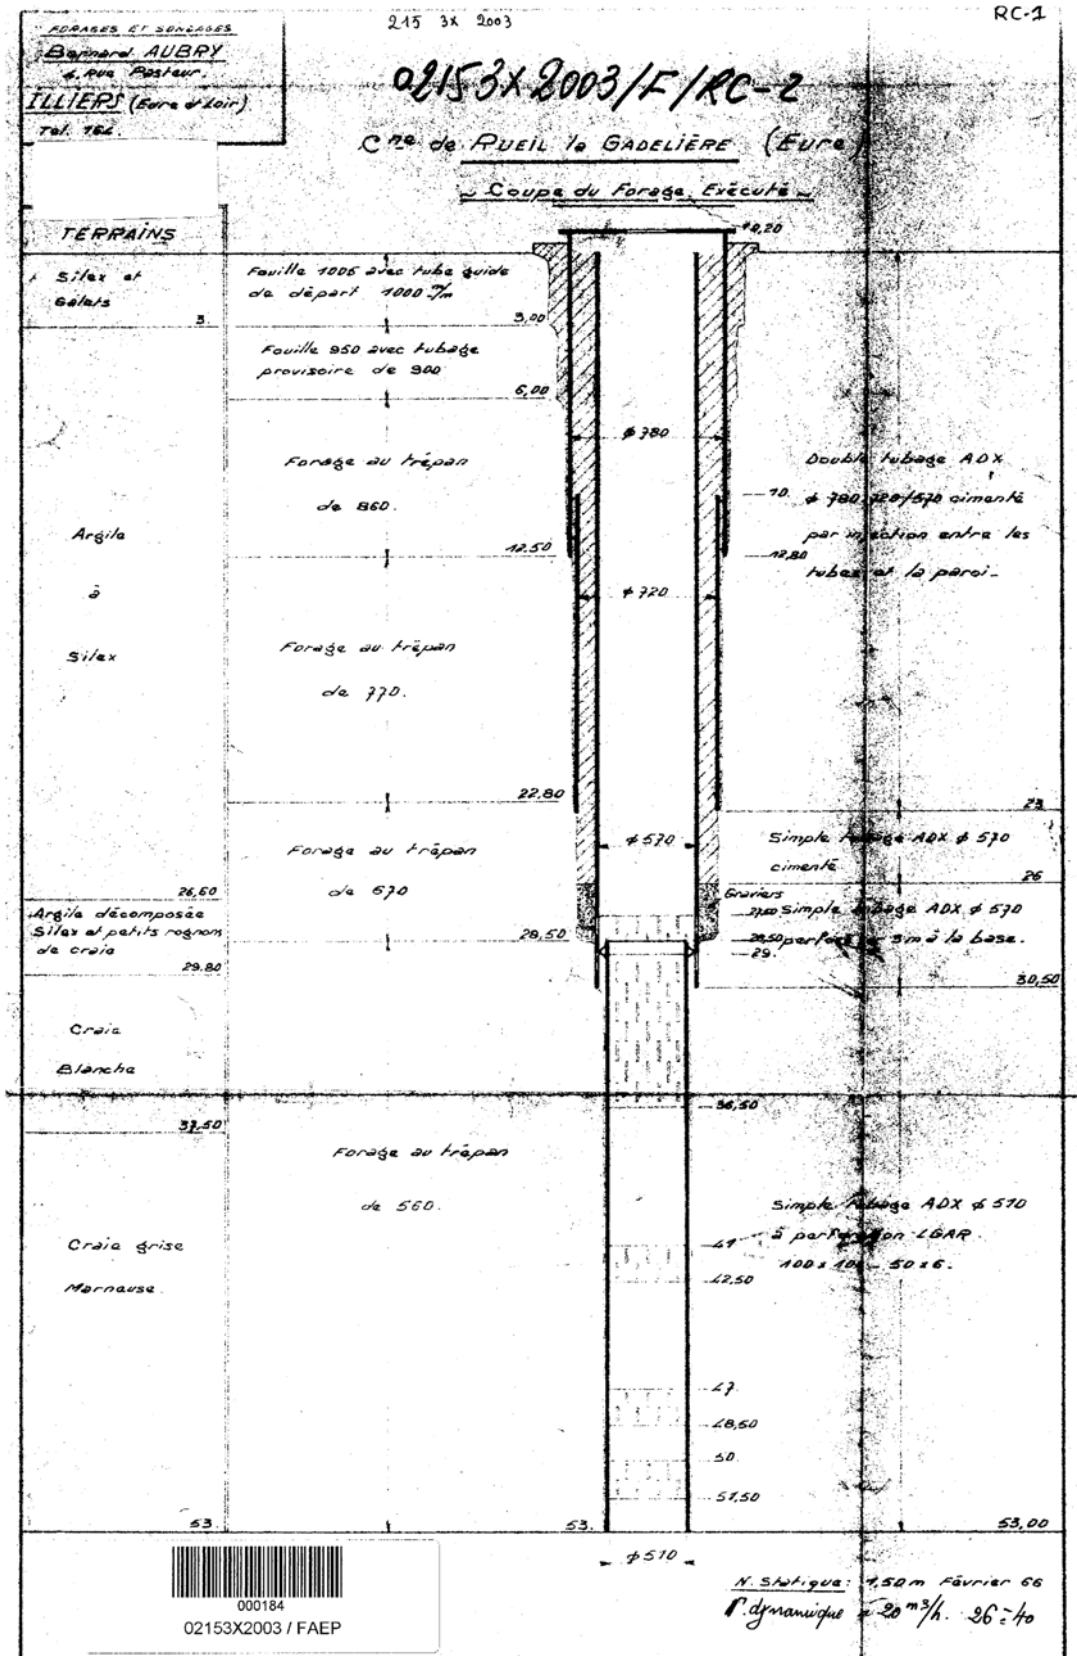 215 3X 2003
RC-1
FORAGES ET SONDAGES
Bernard AUBRY
4, Rue Pasteur.
ILLIERS (Eure et Loir)
Tel. 164.
02153X2003/F/RC-2
Cne de RUEIL la GADELIÈRE (Eure)
Coupe du Forage Exécuté
TERRAINS
+0,20
Silex et
Galets
3.
Fouille 1006 avec tube guide
de départ 1000 m/m
3,00
Fouille 950 avec tubage
provisoire de 900
6,00
φ 780
Forage au trépan
de 860.
12,50
Double tubage ADX
10. φ 780,720/570 cimenté
par injection entre les
12,80
tubes et la paroi.
Argile
à
Silex
φ 720
Forage au trépan
de 770.
22,80
23
φ 570
Forage au trépan
de 670
28,50
Simple tubage ADX φ 570
cimenté
26
26,60
Argile décomposée
Silex et petits rognons
de craie
29.80
Graviers
Simple tubage ADX φ 570
28,50 perforé 3m à la base.
29.
30,50
Craie
Blanche
36,50
37,50
Forage au trépan
de 560.
Craie grise
Marneuse
Simple tubage ADX φ 510
41
à perforation LGAR.
50 x 6.
42,50
47
48,50
50
51,50
53.
53.
53,00
φ 510
N. Statique: 1,50m Février 66
N. dynamique à 20 m3/h. 26=40
000184
02153X2003 / FAEP